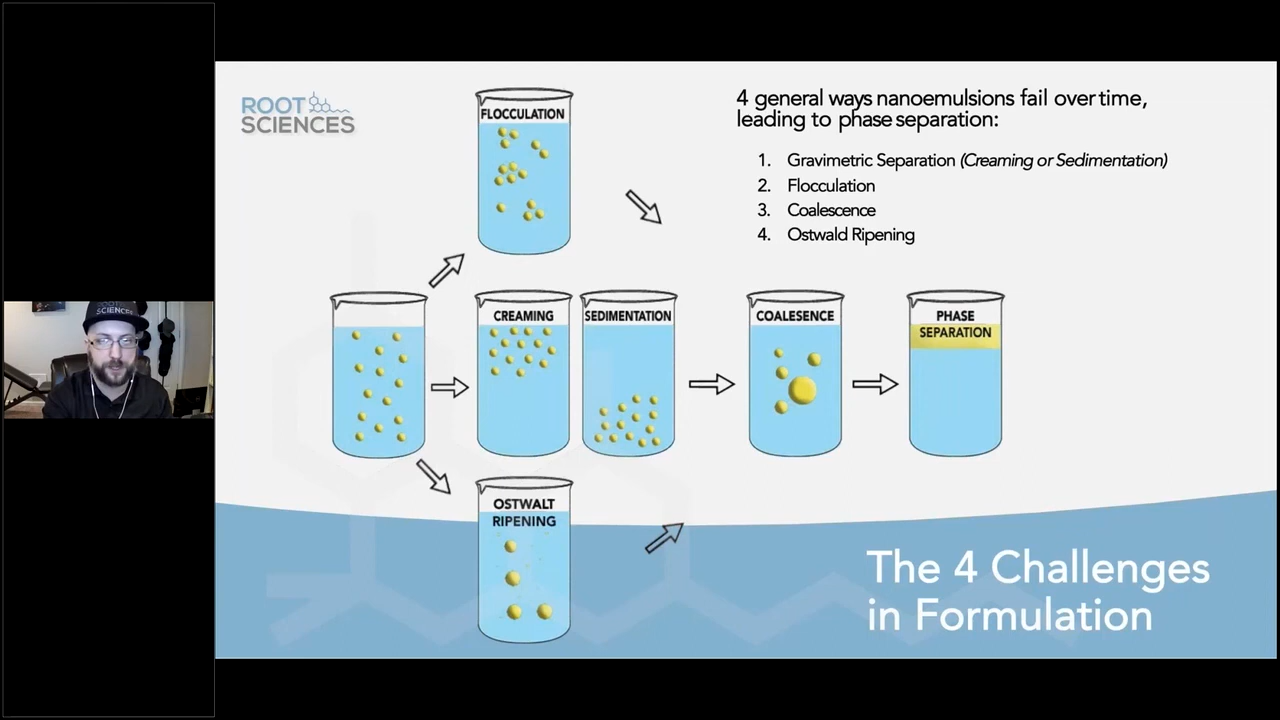 ROOT
SCIENCES
4 general ways nanoemulsions fail over time,
leading to phase separation:
1. Gravimetric Separation (Creaming or Sedimentation)
2. Flocculation
3. Coalescence
4. Ostwald Ripening
FLOCCULATION
CREAMING
SEDIMENTATION
COALESENCE
PHASE
SEPARATION
OSTWALT
RIPENING
The 4 Challenges
in Formulation
SCIENCES